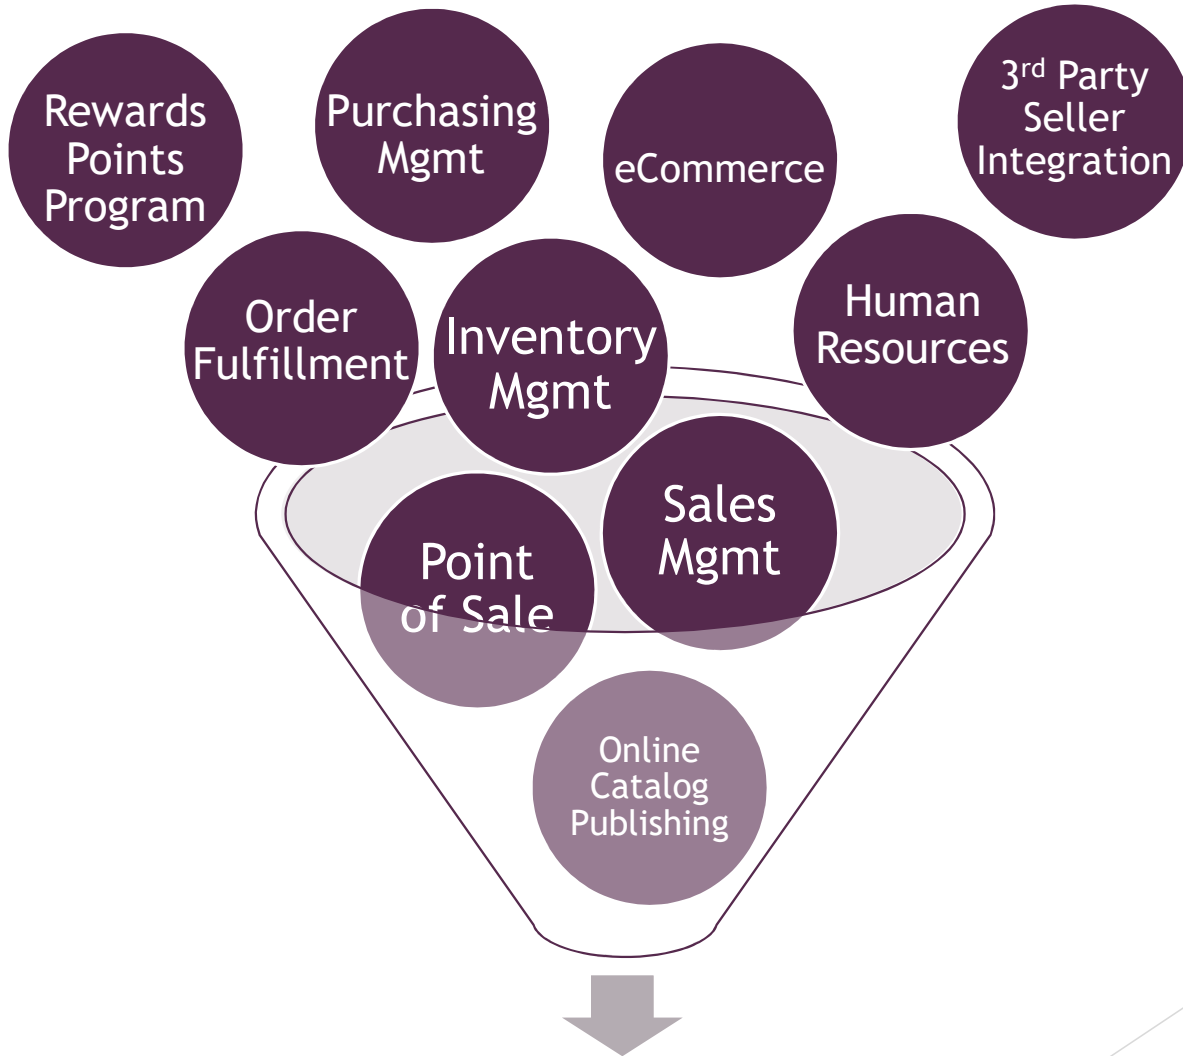 Rewards
Points
Program
Purchasing
Mgmt
eCommerce
3rd Party
Seller
Integration
Order
Fulfillment
Inventory
Mgmt
Human
Resources
Point
of Sale
Sales
Mgmt
Online
Catalog
Publishing